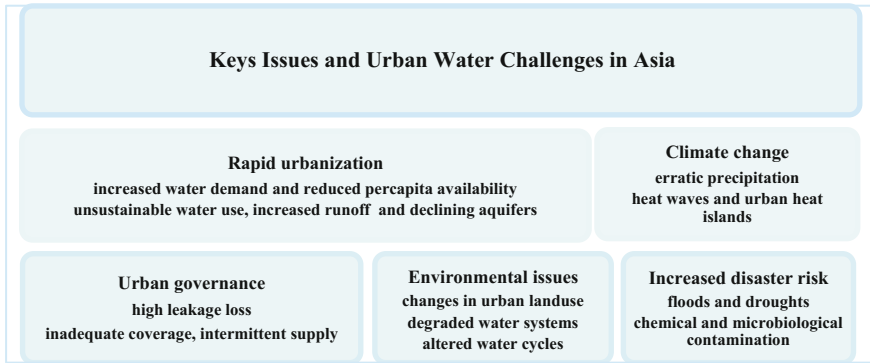 Keys Issues and Urban Water Challenges in Asia
Rapid urbanization
increased water demand and reduced percapita availability
unsustainable water use, increased runoff and declining aquifers
Climate change
erratic precipitation
heat waves and urban heat
islands
Urban governance
high leakage loss
inadequate coverage, intermittent supply
Environmental issues
changes in urban landuse
degraded water systems
altered water cycles
Increased disaster risk
floods and droughts
chemical and microbiological
contamination